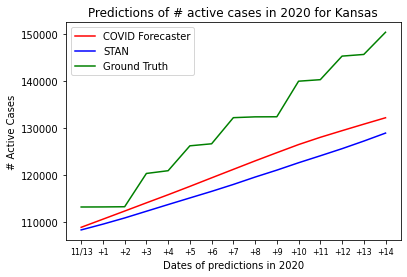 Predictions of # active cases in 2020 for Kansas
COVID Forecaster
STAN
Ground Truth
# Active Cases
150000
140000
130000
120000
110000
11/13 +1 +2 +3 +4 +5 +6 +7 +8 +9 +10 +11 +12 +13 +14
Dates of predictions in 2020